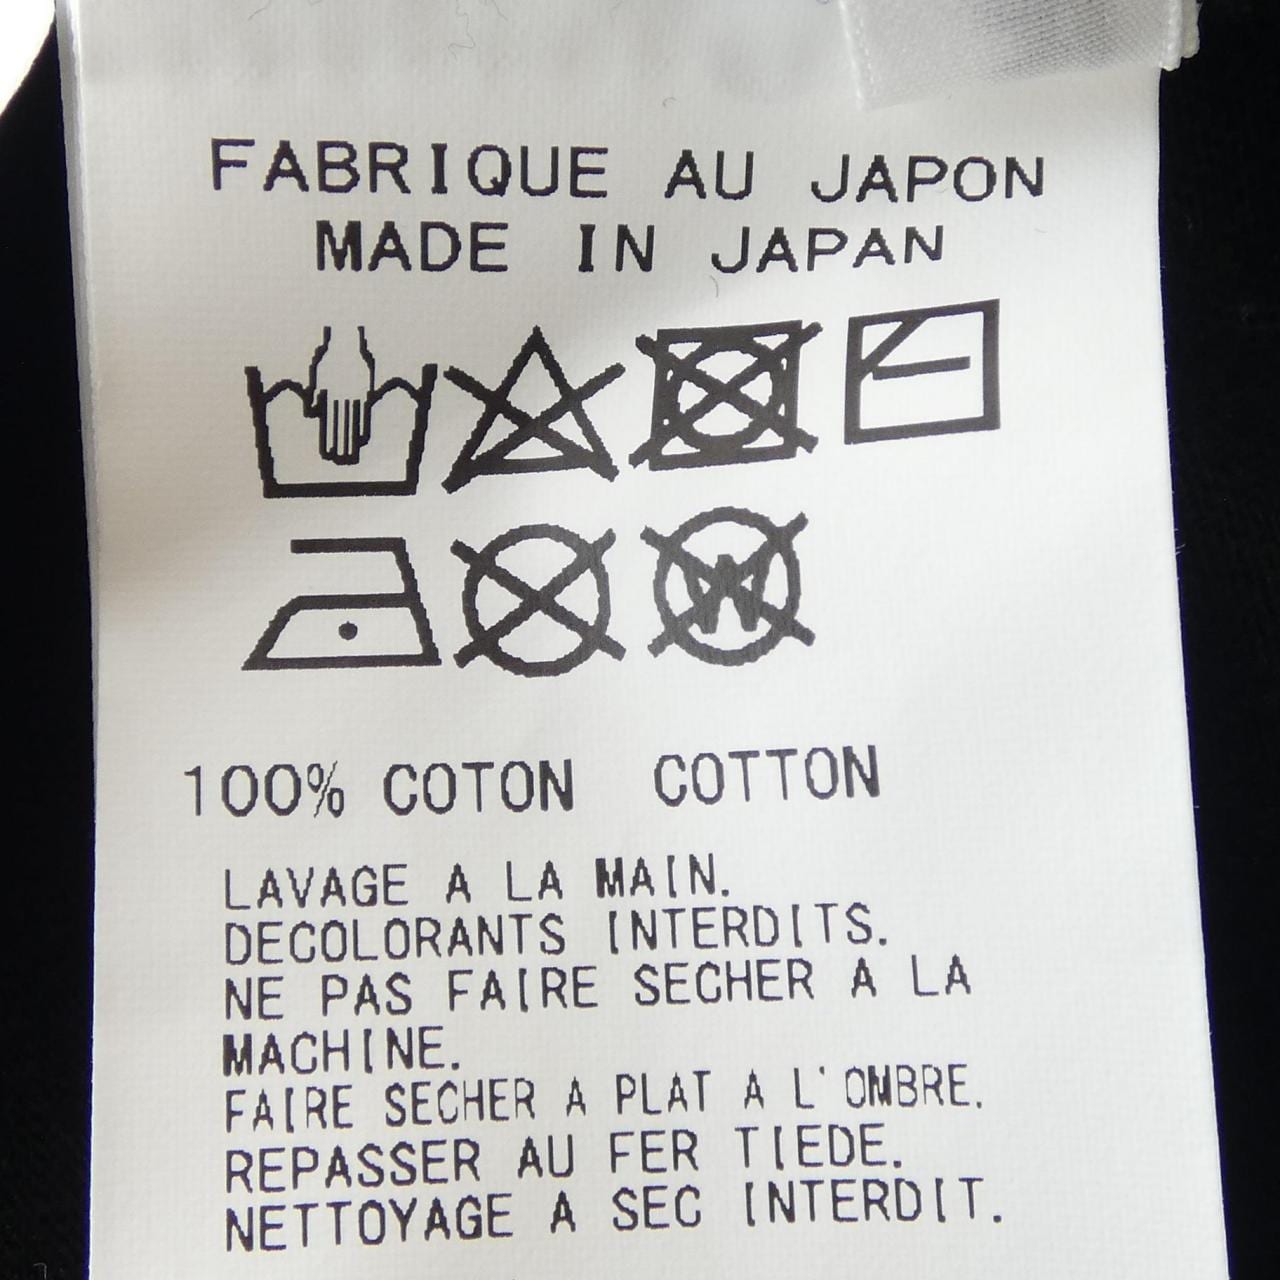 FABRIQUE AU JAPON
MADE IN JAPAN
W
100% COTON COTTON
LAVAGE A LA MAIN.
DECOLORANTS INTERDITS.
NE PAS FAIRE SECHER A LA
MACHINE.
FAIRE SECHER A PLAT A L'OMBRE.
REPASSER AU FER TIEDE.
NETTOYAGE A SEC INTERDIT.